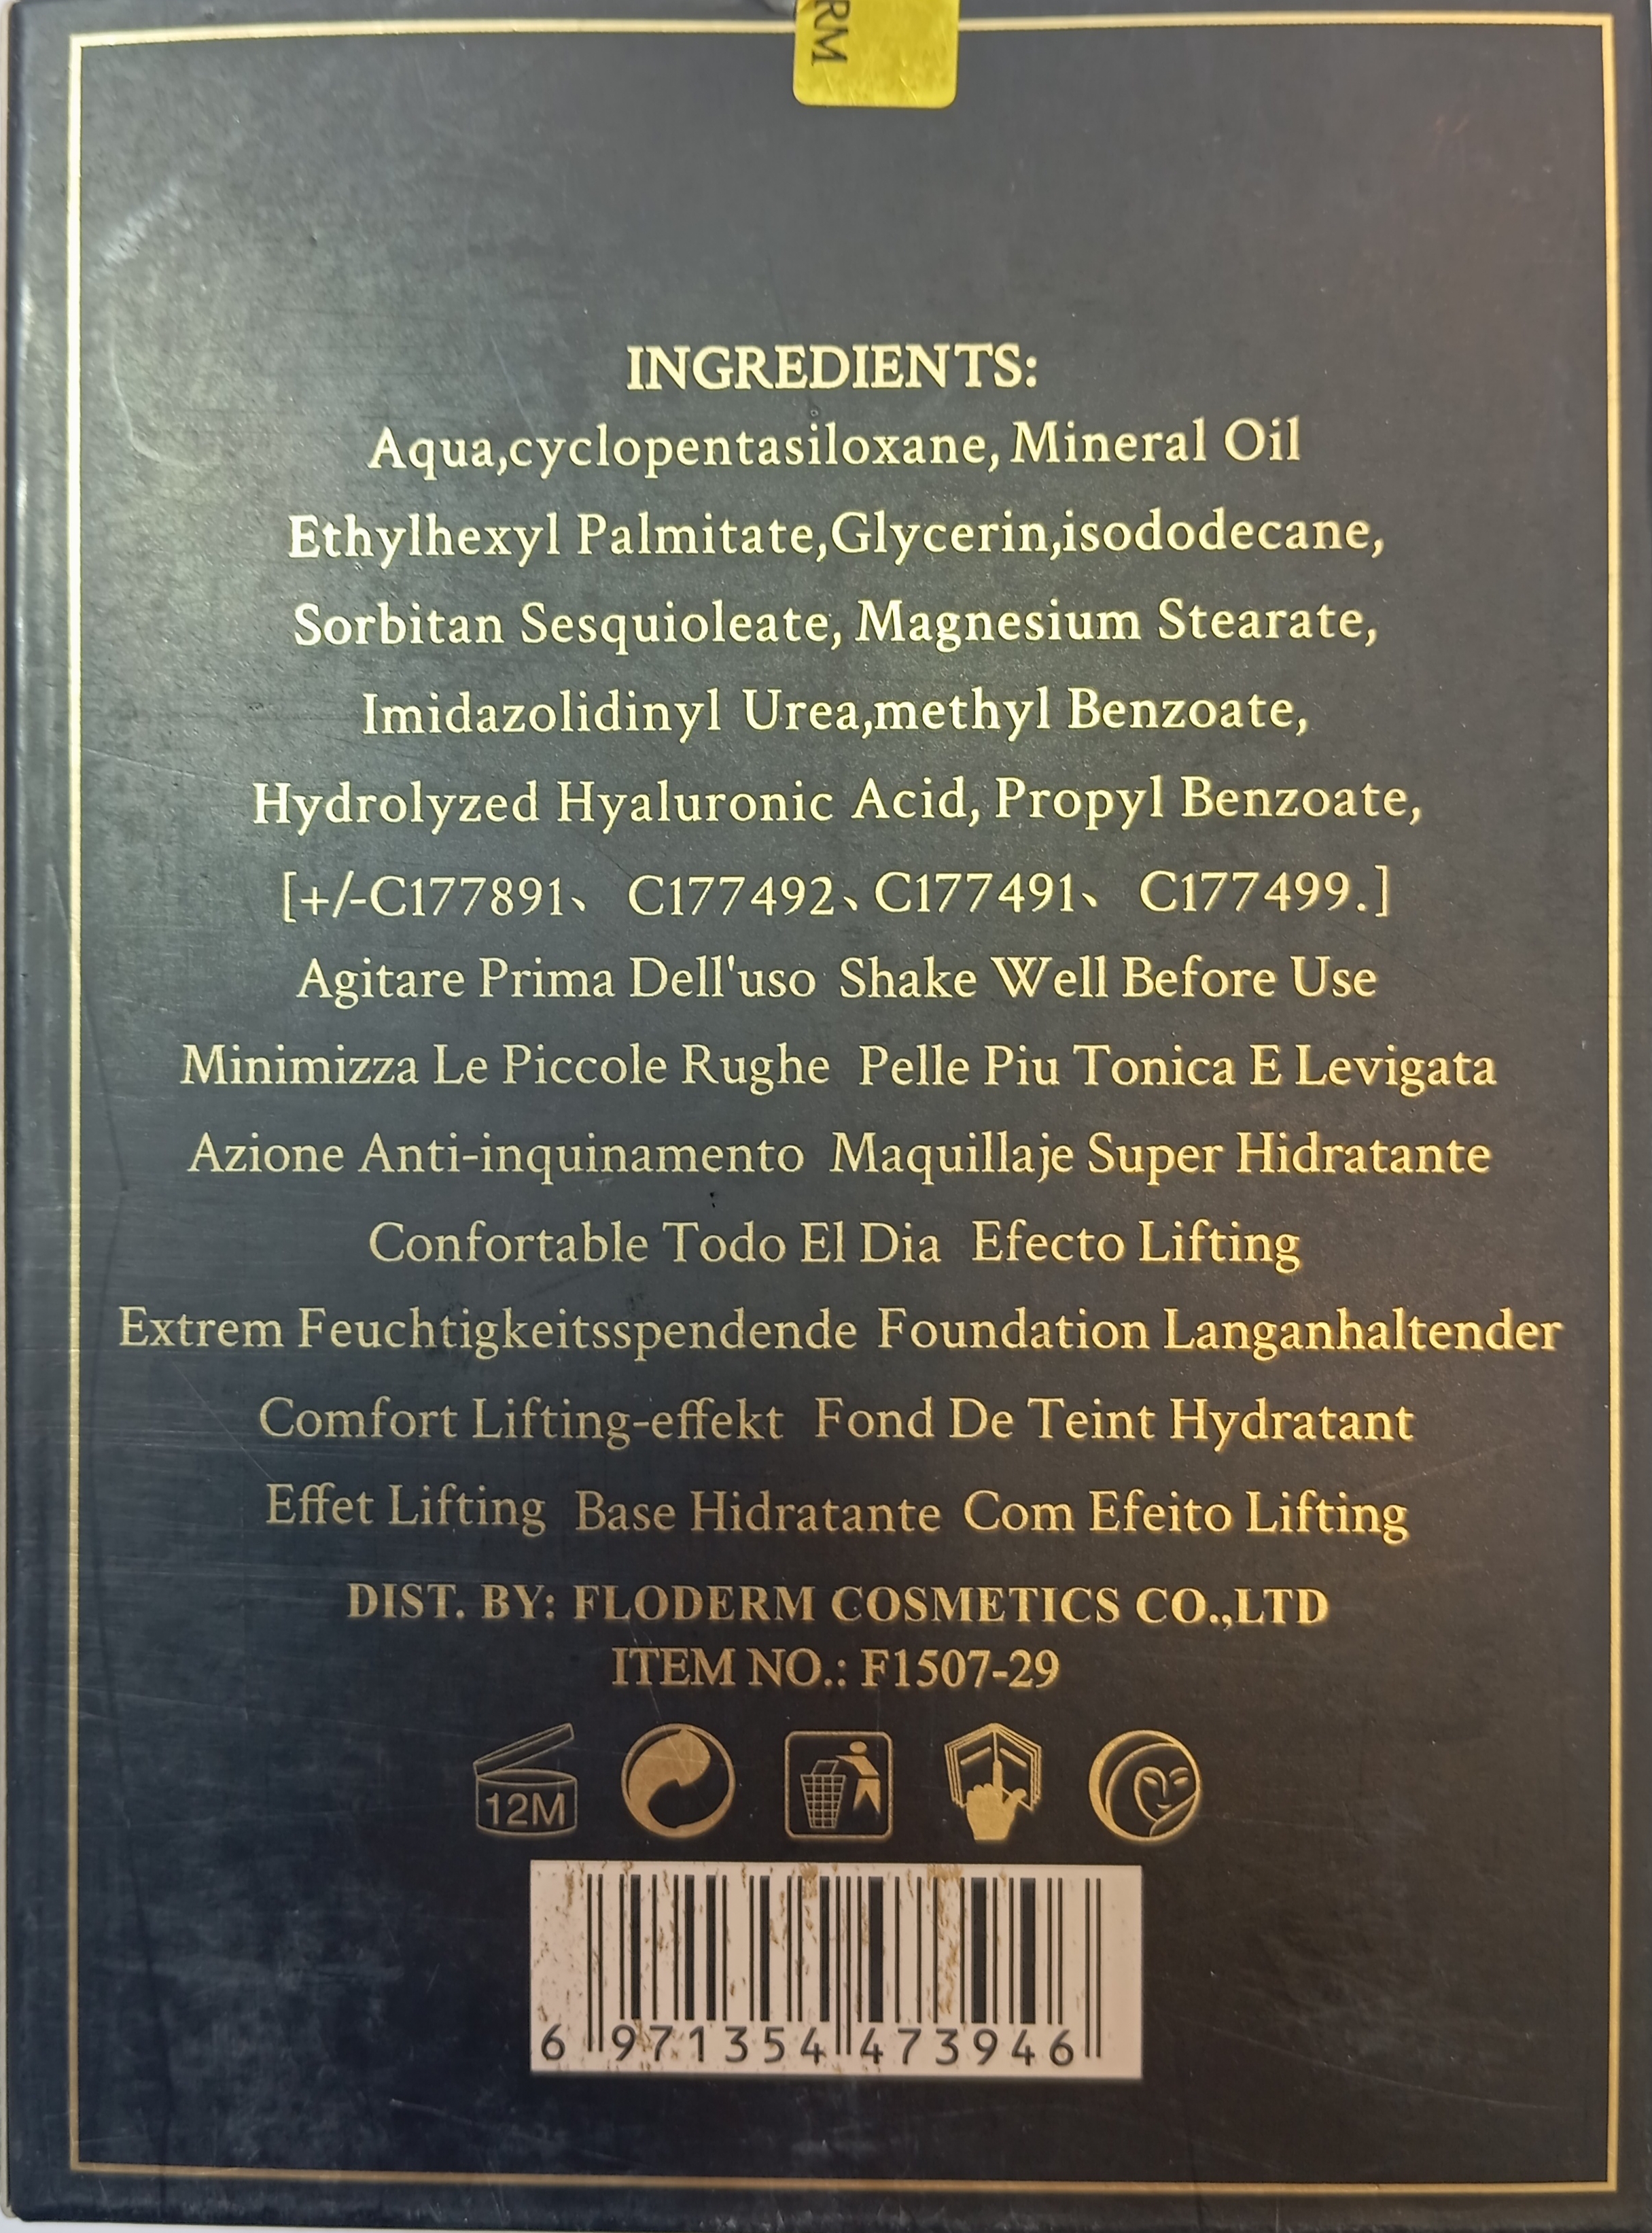 RM
INGREDIENTS:
Aqua,cyclopentasiloxane, Mineral Oil
Ethylhexyl Palmitate,Glycerin,isododecane,
Sorbitan Sesquioleate, Magnesium Stearate,
Imidazolidinyl Urea,methyl Benzoate,
Hydrolyzed Hyaluronic Acid, Propyl Benzoate,
[+/-C177891、 C177492、C177491、 C177499.]
Agitare Prima Dell'uso Shake Well Before Use
Minimizza Le Piccole Rughe Pelle Piu Tonica E Levigata
Azione Anti-inquinamento Maquillaje Super Hidratante
Confortable Todo El Dia Efecto Lifting
Extrem Feuchtigkeitsspendende Foundation Langanhaltender
Comfort Lifting-effekt Fond De Teint Hydratant
Effet Lifting Base Hidratante Com Efeito Lifting
DIST. BY: FLODERM COSMETICS CO.,LTD
ITEM NO.: F1507-29
12M
6 971354 473946